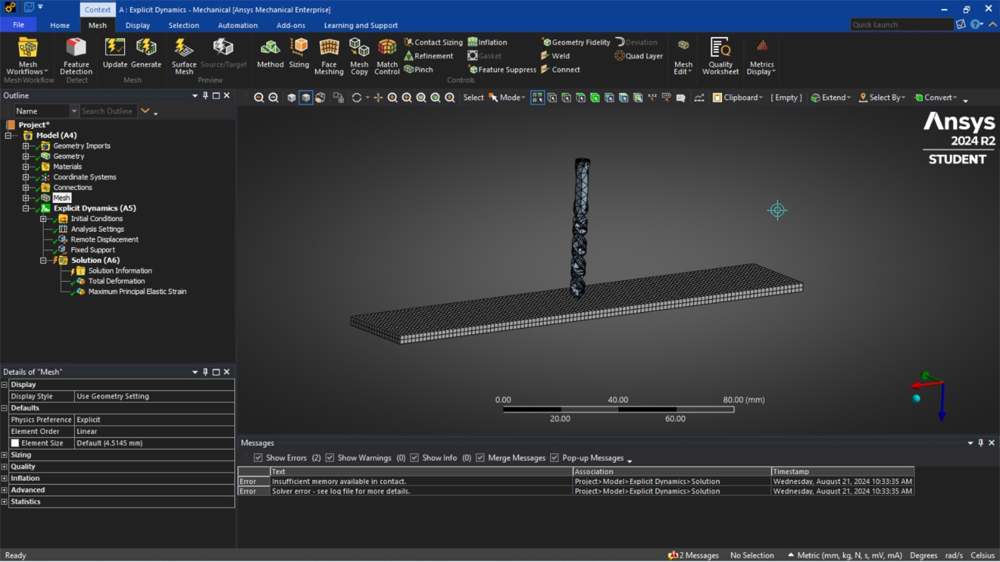 Context
A : Explicit Dynamics - Mechanical [Ansys Mechanical Enterprise]
File
Home
Mesh
Display
Selection
Automation
Add-ons
Learning and Support
Quick Launch
Mesh Workflows
Feature Detection
Update
Generate
Surface Mesh
Source/Target
Method
Sizing
Face Meshing
Mesh Copy
Match Control
Contact Sizing
Refinement
Pinch
Inflation
Gasket
Feature Suppress
Geometry Fidelity
Weld
Connect
Deviation
Quad Layer
Mesh Edit
Quality Worksheet
Metrics Display
Mesh Workflow
Detect
Mesh
Preview
Controls
Outline
Name
Search Outline
Select
Mode
Clipboard
[ Empty ]
Extend
Select By
Convert
Project*
Model (A4)
Geometry Imports
Geometry
Materials
Coordinate Systems
Connections
Mesh
Explicit Dynamics (A5)
Initial Conditions
Analysis Settings
Remote Displacement
Fixed Support
Solution (A6)
Solution Information
Total Deformation
Maximum Principal Elastic Strain
Ansys
2024 R2
STUDENT
0.00 40.00 80.00 (mm)
20.00 60.00
Details of "Mesh"
Display
Display Style Use Geometry Setting
Defaults
Physics Preference Explicit
Element Order Linear
Element Size Default (4.5145 mm)
Sizing
Quality
Inflation
Advanced
Statistics
Messages
Show Errors (2) Show Warnings (0) Show Info (0) Merge Messages Pop-up Messages
Text Association Timestamp
Error Insufficient memory available in contact. Project>Model>Explicit Dynamics>Solution Wednesday, August 21, 2024 10:33:35 AM
Error Solver error - see log file for more details. Project>Model>Explicit Dynamics>Solution Wednesday, August 21, 2024 10:33:35 AM
Ready
2 Messages No Selection Metric (mm, kg, N, s, mV, mA) Degrees rad/s Celsius